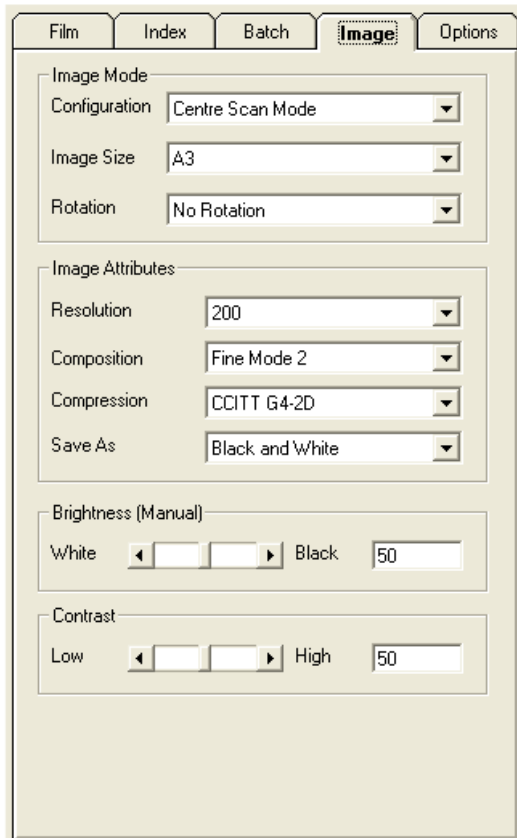 Film Index Batch Image Options
Image Mode
Configuration Centre Scan Mode
Image Size A3
Rotation No Rotation
Image Attributes
Resolution 200
Composition Fine Mode 2
Compression CCITT G4-2D
Save As Black and White
Brightness (Manual)
White Black 50
Contrast
Low High 50